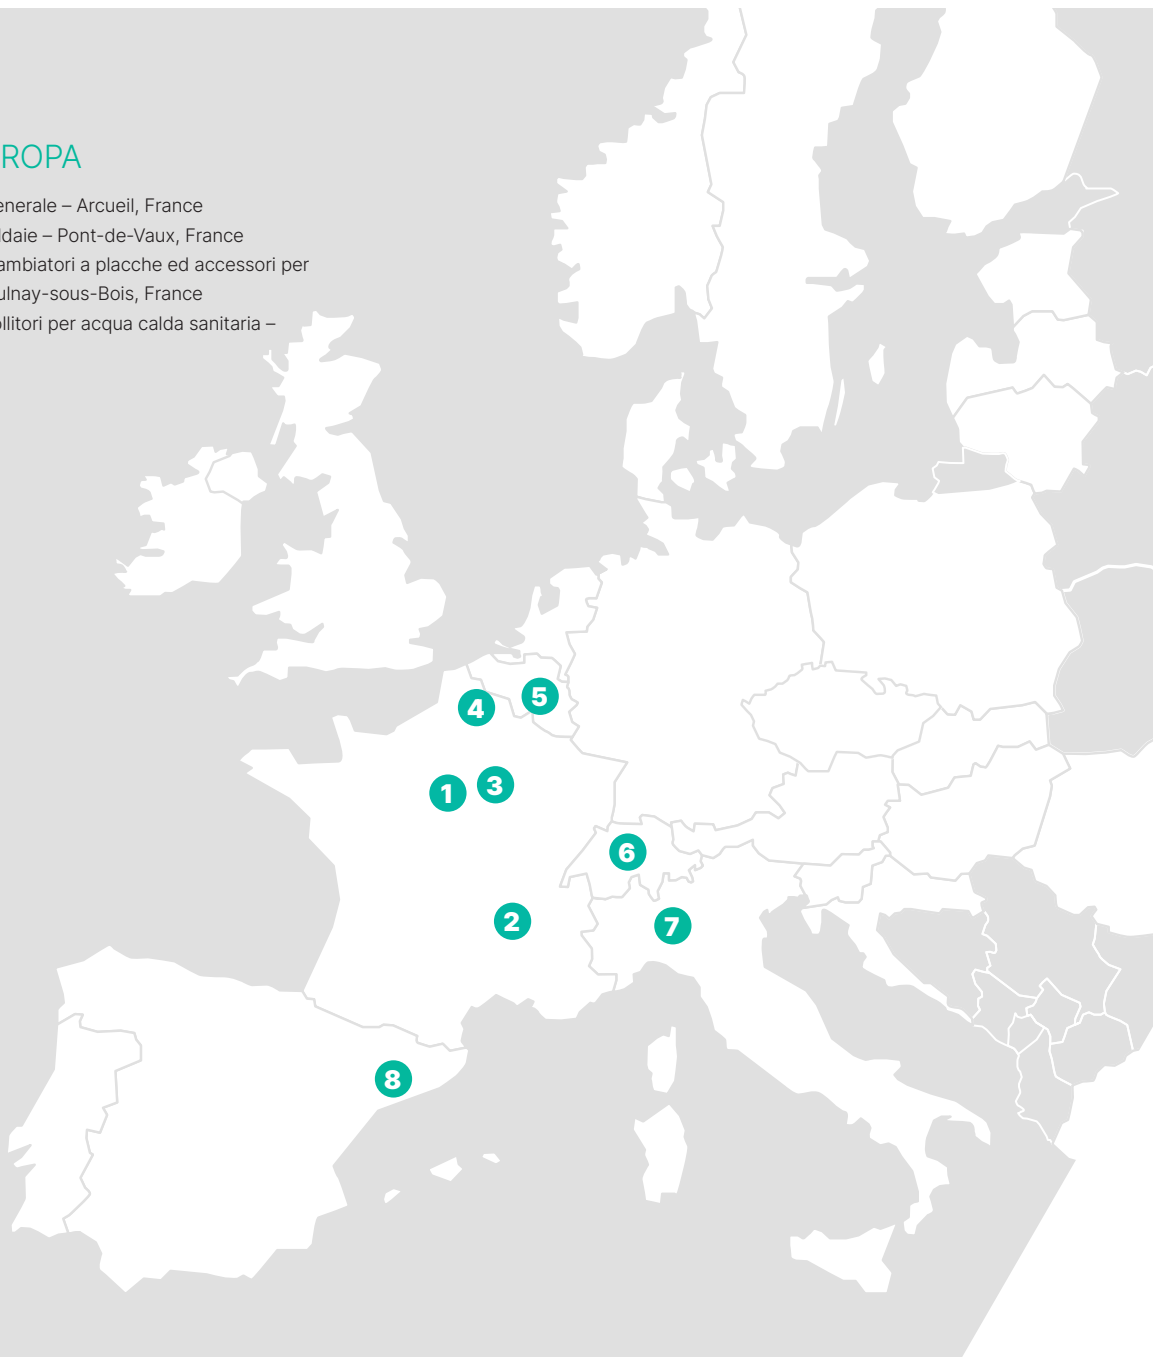 ROPA
enerale – Arcueil, France
ldaie – Pont-de-Vaux, France
ambiatori a placche ed accessori per
ulnay-sous-Bois, France
ollitori per acqua calda sanitaria –
5
4
3
1
6
2
7
8